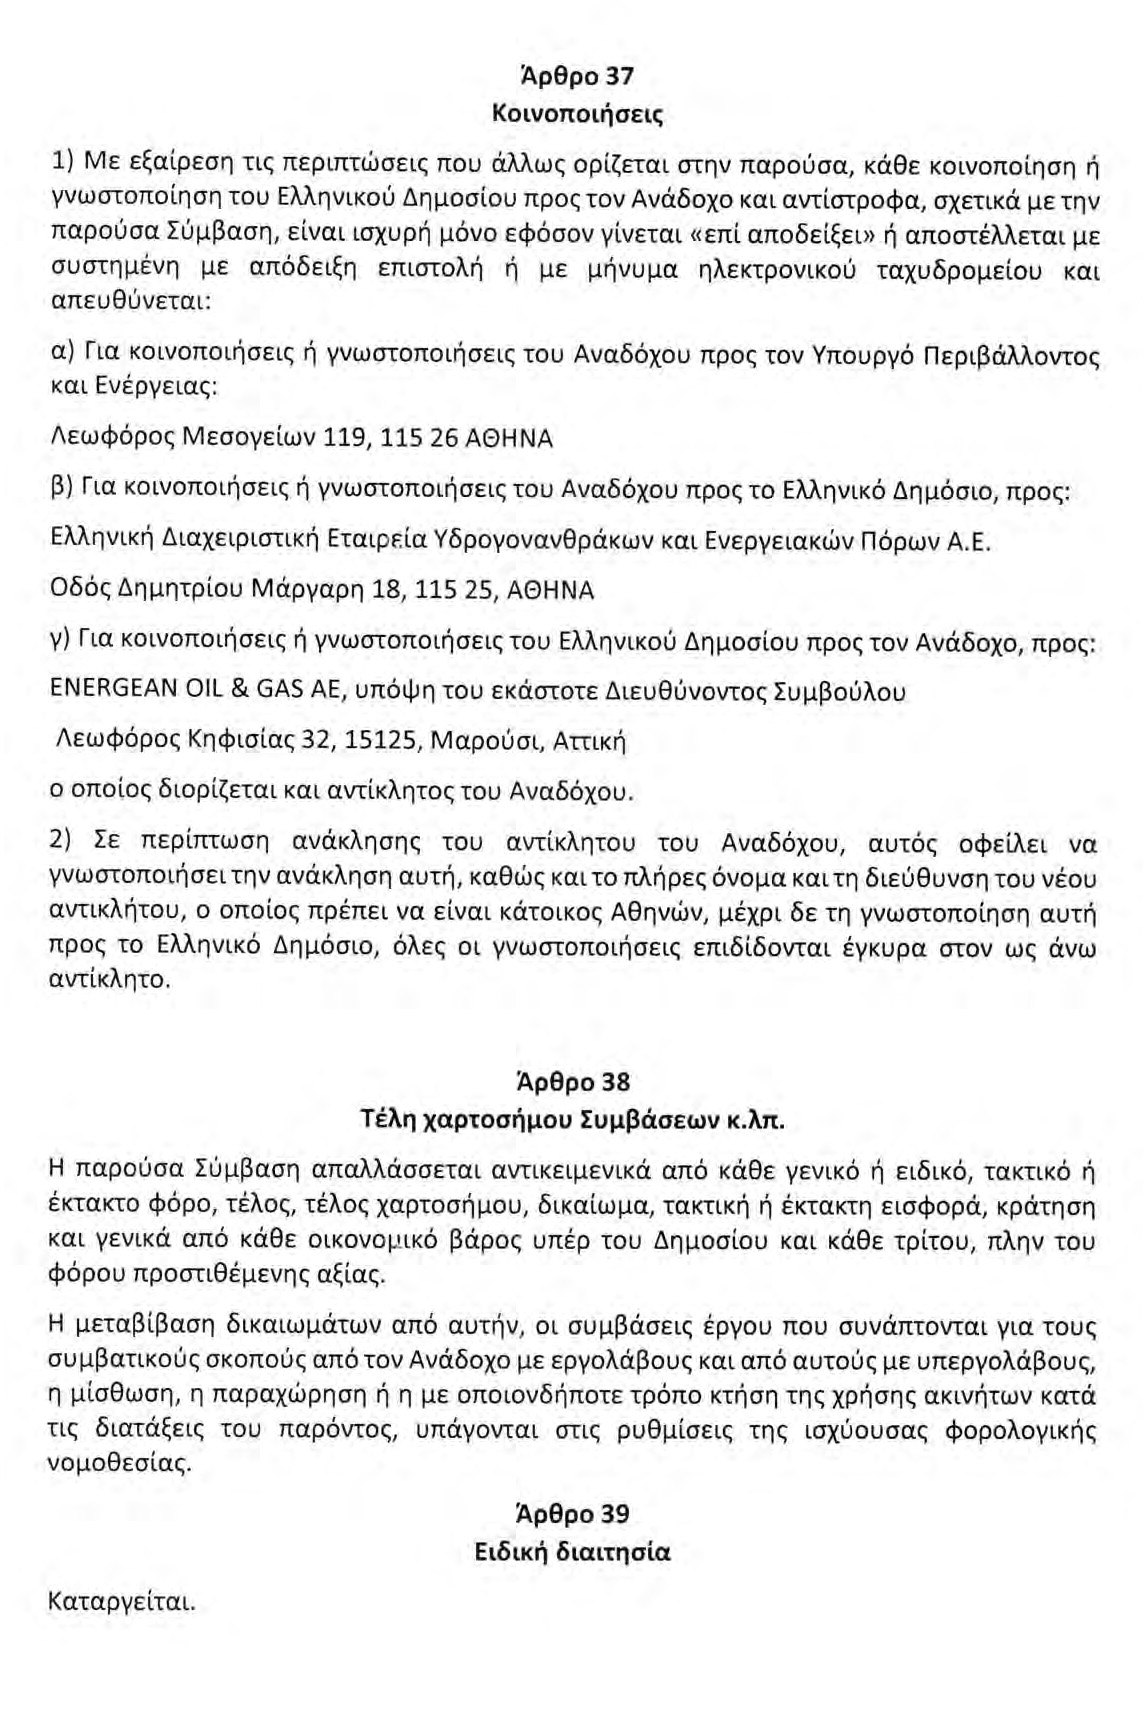 Άρθρο 37
Κοινοποιήσεις
1) Με εξαίρεση τις περιπτώσεις που άλλως ορίζεται στην παρούσα, κάθε κοινοποίηση ή
γνωστοποίηση του Ελληνικού Δημοσίου προς τον Ανάδοχο και αντίστροφα, σχετικά με την
παρούσα Σύμβαση, είναι ισχυρή μόνο εφόσον γίνεται «επί αποδείξει» ή αποστέλλεται με
συστημένη με απόδειξη επιστολή ή με μήνυμα ηλεκτρονικού ταχυδρομείου και
απευθύνεται:
α) Για κοινοποιήσεις ή γνωστοποιήσεις του Αναδόχου προς τον Υπουργό Περιβάλλοντος
και Ενέργειας:
Λεωφόρος Μεσογείων 119, 115 26 ΑΘΗΝΑ
β) Για κοινοποιήσεις ή γνωστοποιήσεις του Αναδόχου προς το Ελληνικό Δημόσιο, προς:
Ελληνική Διαχειριστική Εταιρεία Υδρογονανθράκων και Ενεργειακών Πόρων Α.Ε.
Οδός Δημητρίου Μάργαρη 18, 115 25, ΑΘΗΝΑ
γ) Για κοινοποιήσεις ή γνωστοποιήσεις του Ελληνικού Δημοσίου προς τον Ανάδοχο, προς:
ENERGEAN OIL & GAS AE, υπόψη του εκάστοτε Διευθύνοντος Συμβούλου
Λεωφόρος Κηφισίας 32, 15125, Μαρούσι, Αττική
ο οποίος διορίζεται και αντίκλητος του Αναδόχου.
2) Σε περίπτωση ανάκλησης του αντίκλητου του Αναδόχου, αυτός οφείλει να
γνωστοποιήσει την ανάκληση αυτή, καθώς και το πλήρες όνομα και τη διεύθυνση του νέου
αντικλήτου, ο οποίος πρέπει να είναι κάτοικος Αθηνών, μέχρι δε τη γνωστοποίηση αυτή
προς το Ελληνικό Δημόσιο, όλες οι γνωστοποιήσεις επιδίδονται έγκυρα στον ως άνω
αντίκλητο.
Άρθρο 38
Τέλη χαρτοσήμου Συμβάσεων κ.λπ.
Η παρούσα Σύμβαση απαλλάσσεται αντικειμενικά από κάθε γενικό ή ειδικό, τακτικό ή
έκτακτο φόρο, τέλος, τέλος χαρτοσήμου, δικαίωμα, τακτική ή έκτακτη εισφορά, κράτηση
και γενικά από κάθε οικονομικό βάρος υπέρ του Δημοσίου και κάθε τρίτου, πλην του
φόρου προστιθέμενης αξίας.
Η μεταβίβαση δικαιωμάτων από αυτήν, οι συμβάσεις έργου που συνάπτονται για τους
συμβατικούς σκοπούς από τον Ανάδοχο με εργολάβους και από αυτούς με υπεργολάβους,
η μίσθωση, η παραχώρηση ή η με οποιονδήποτε τρόπο κτήση της χρήσης ακινήτων κατά
τις διατάξεις του παρόντος, υπάγονται στις ρυθμίσεις της ισχύουσας φορολογικής
νομοθεσίας.
Άρθρο 39
Ειδική διαιτησία
Καταργείται.